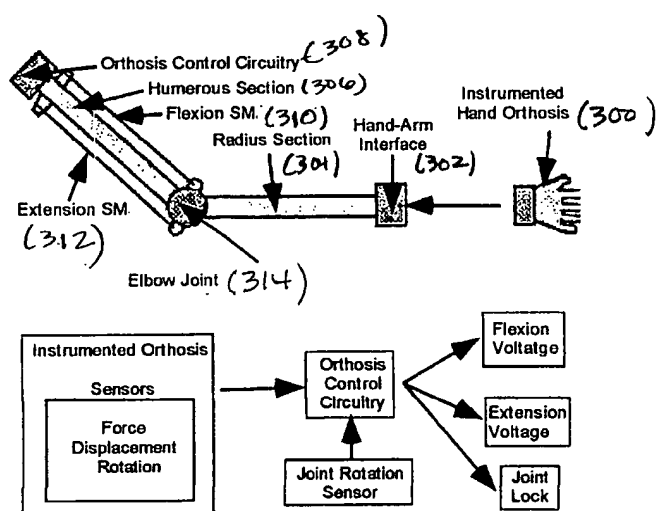 Orthosis Control Circuitry (308)
Humerous Section (306)
Flexion SM. (310)
Radius Section
(301)
Hand-Arm
Interface
(302)
Instrumented
Hand Orthosis
(300)
Extension SM.
(312)
Elbow Joint (314)
Instrumented Orthosis
Sensors
Force
Displacement
Rotation
Orthosis
Control
Circuitry
Joint Rotation
Sensor
Flexion
Voltatge
Extension
Voltage
Joint
Lock